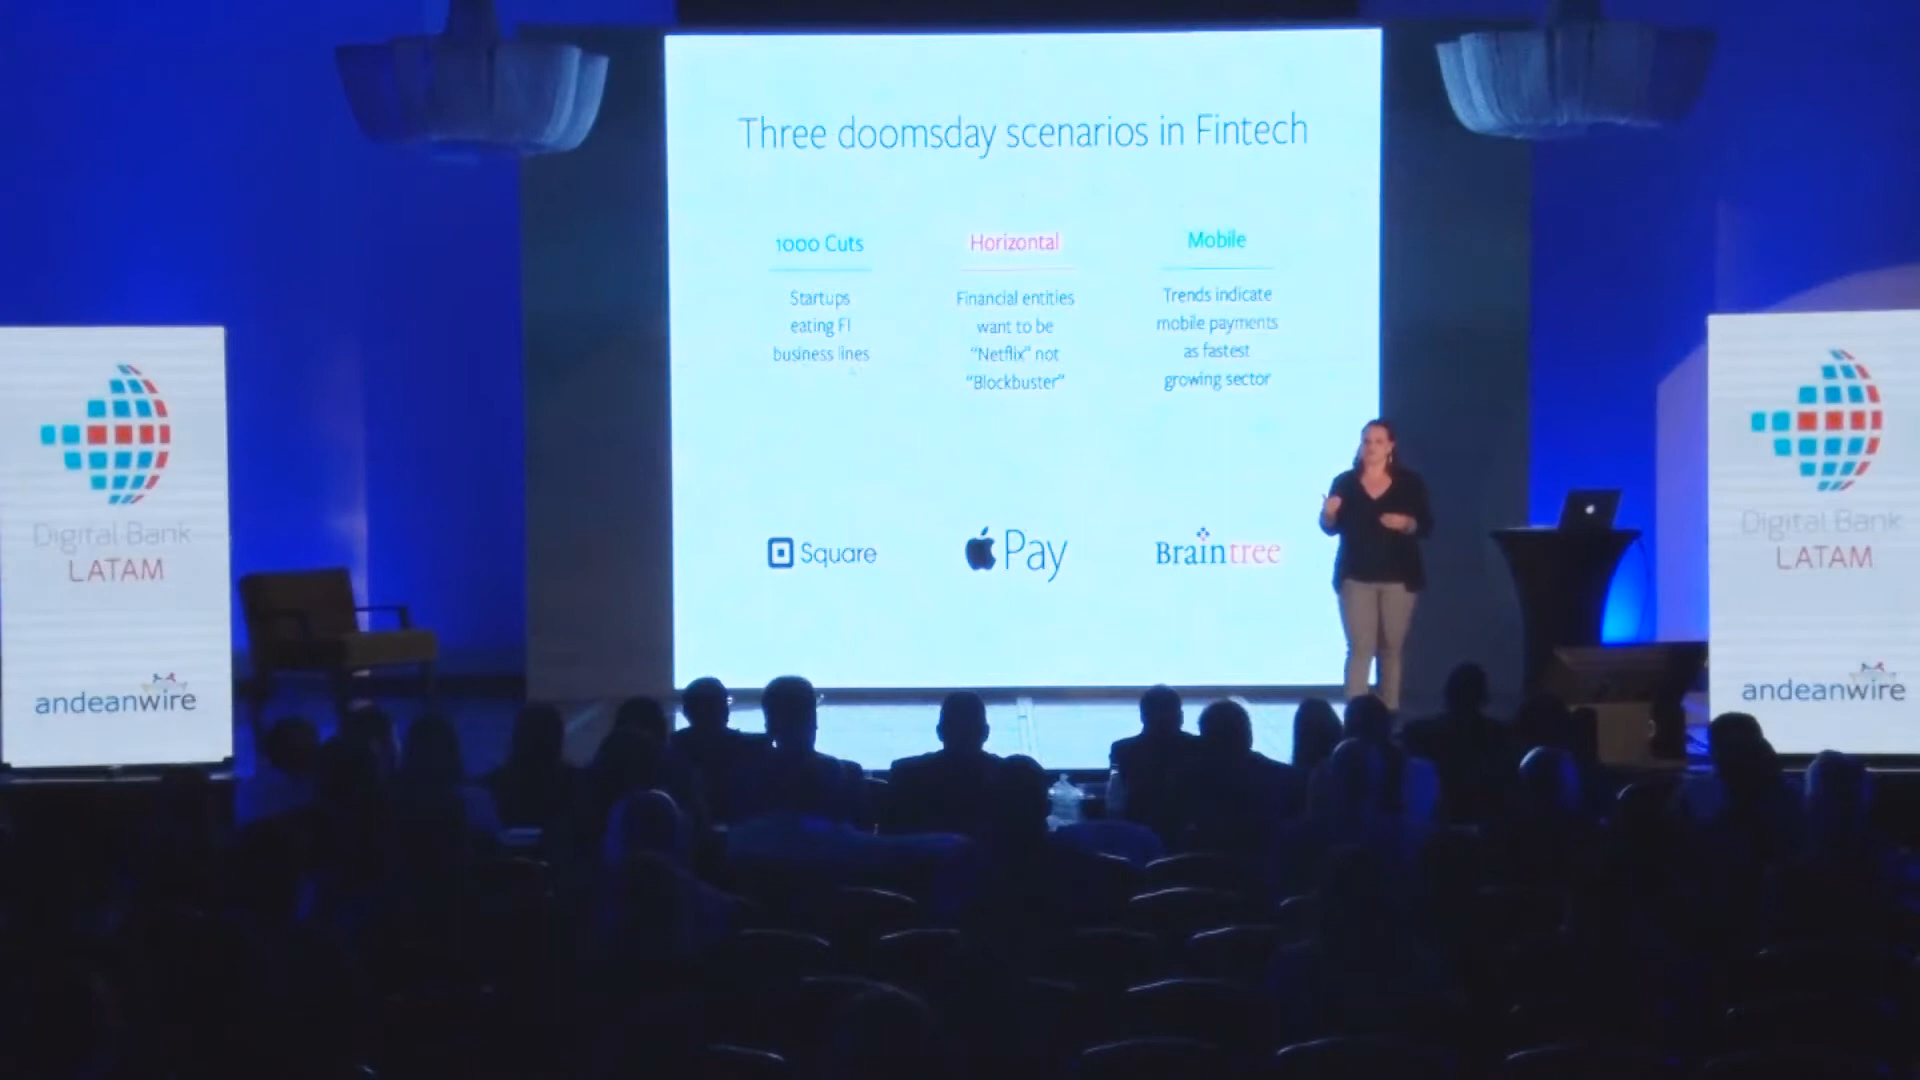 Three doomsday scenarios in Fintech
1000 Cuts
Startups
eating FI
business lines
Square
Horizontal
Financial entities
want to be
"Netflix" not
"Blockbuster"
Pay
Mobile
Trends indicate
mobile payments
as fastest
growing sector
Braintree
Digital Bank
LATAM
andeanwire
Digital Bank
LATAM
andeanwire